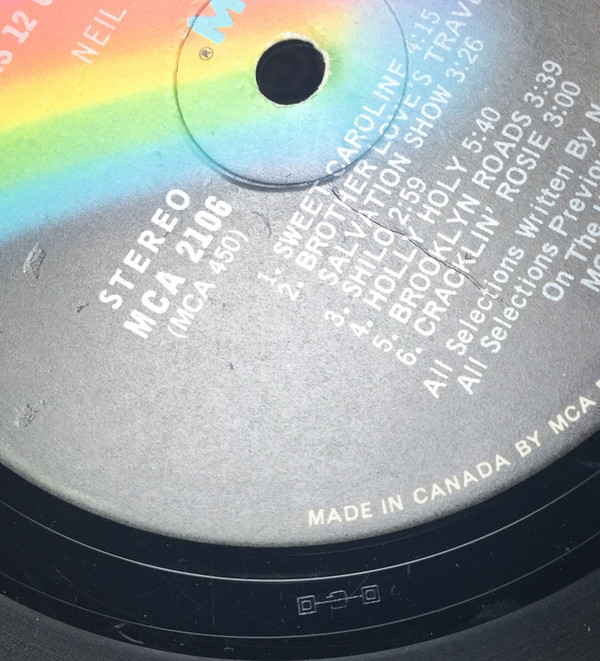 12
NEIL
®
M
STEREO
MCA 2106
(MCA 450)
1. SWEET CAROLINE 4:15
2. BROTHER LOVE'S
SALVATION SHOW 3:26
3. SHILO 2:59
4. HOLLY HOLY 5:40
5. BROOKLYN ROADS 3:39
6. CRACKLIN' ROSIE 3:00
All Selections Written By N
All Selections
On The
MADE IN CANADA BY MCA